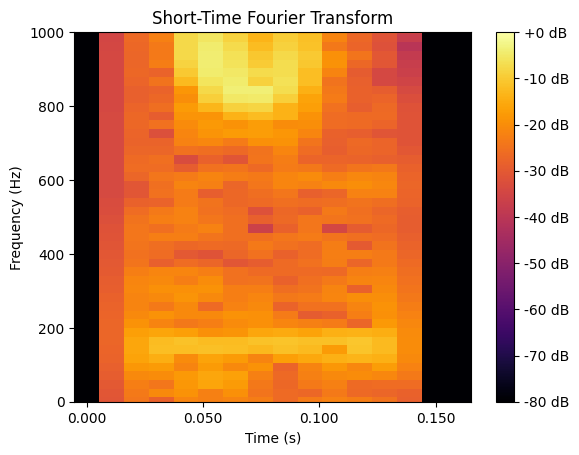 Short-Time Fourier Transform
1000
800
600
400
200
0
Frequency (Hz)
0.000
0.050
0.100
0.150
Time (s)
+0 dB
-10 dB
-20 dB
-30 dB
-40 dB
-50 dB
-60 dB
-70 dB
-80 dB